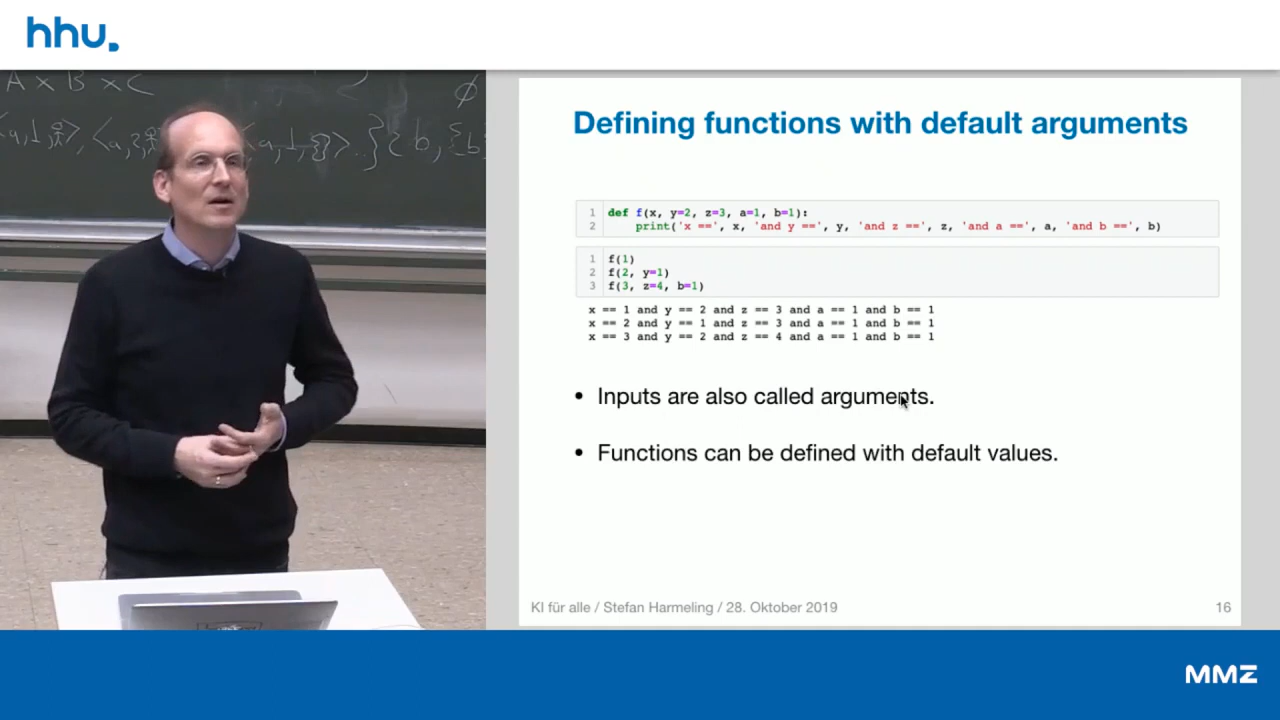 hhu.
A x B x C
Defining functions with default arguments
1 def f(x, y=2, z=3, a=1, b=1):
2     print('x ==', x, 'and y ==', y, 'and z ==', z, 'and a ==', a, 'and b ==', b)
1 f(1)
2 f(2, y=1)
3 f(3, z=4, b=1)
x == 1 and y == 2 and z == 3 and a == 1 and b == 1
x == 2 and y == 1 and z == 3 and a == 1 and b == 1
x == 3 and y == 2 and z == 4 and a == 1 and b == 1
• Inputs are also called arguments.
• Functions can be defined with default values.
KI für alle / Stefan Harmeling / 28. Oktober 2019
16
MMZ